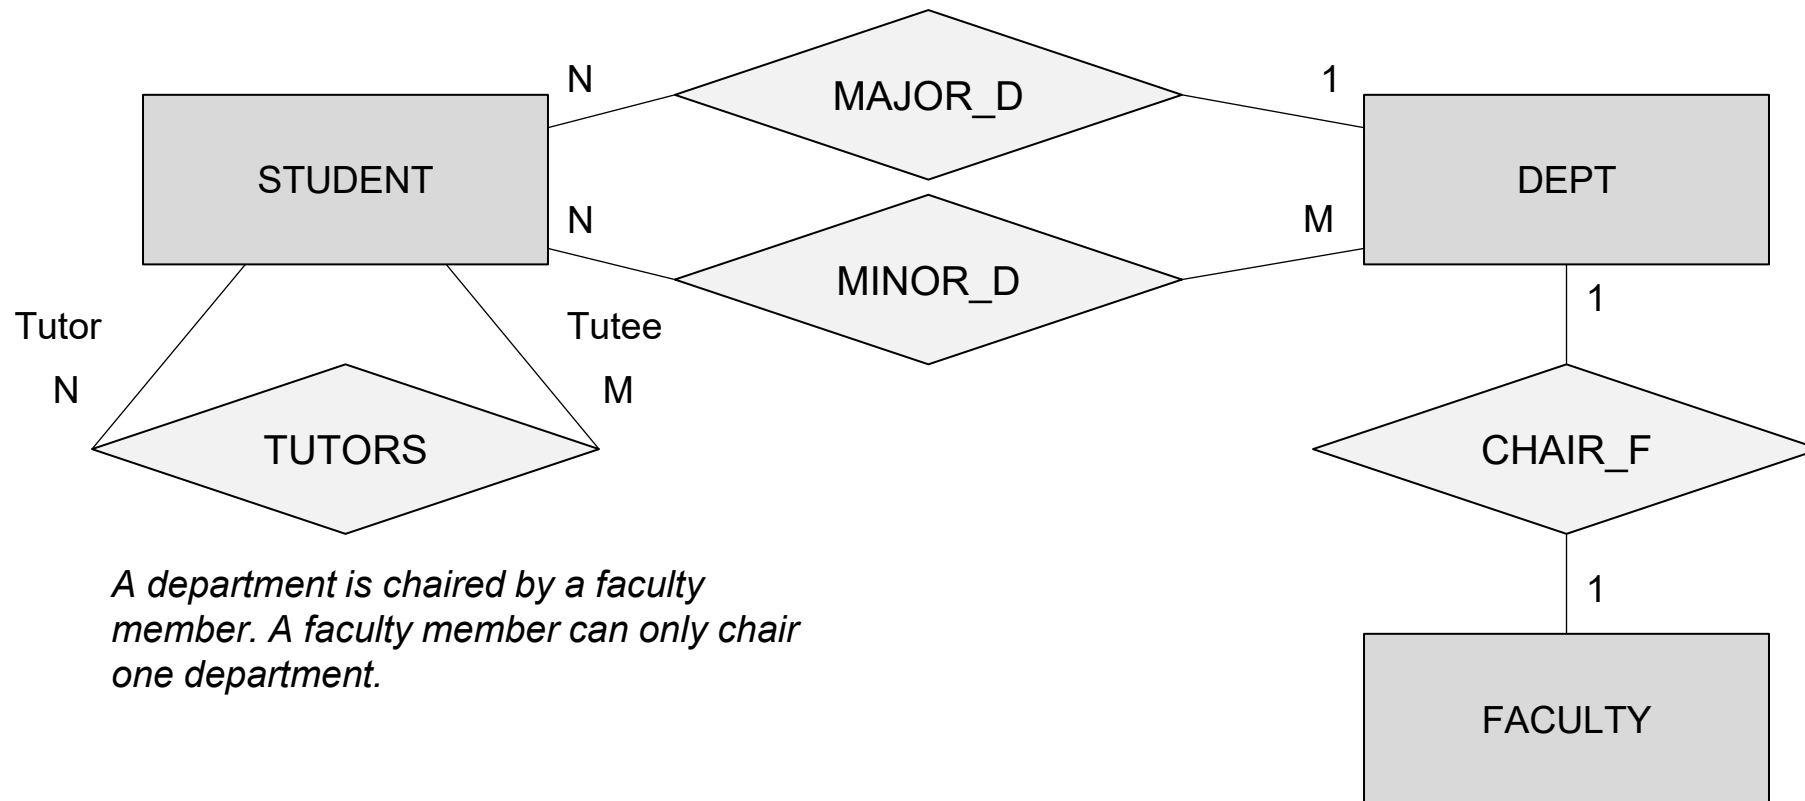 N
MAJOR_D
1
STUDENT
DEPT
N
MINOR_D
M
Tutor
Tutee
1
N
M
TUTORS
CHAIR_F
A department is chaired by a faculty
member. A faculty member can only chair
one department.
1
FACULTY